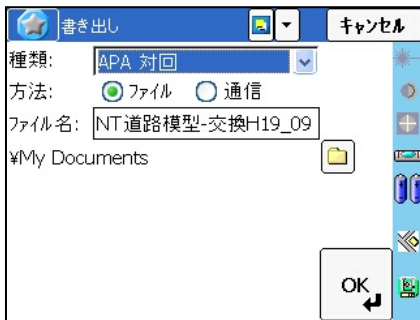 書き出し
キャンセル
種類: APA 対回
方法: ファイル 通信
ファイル名: NT道路模型-交換H19_09
¥My Documents
OK